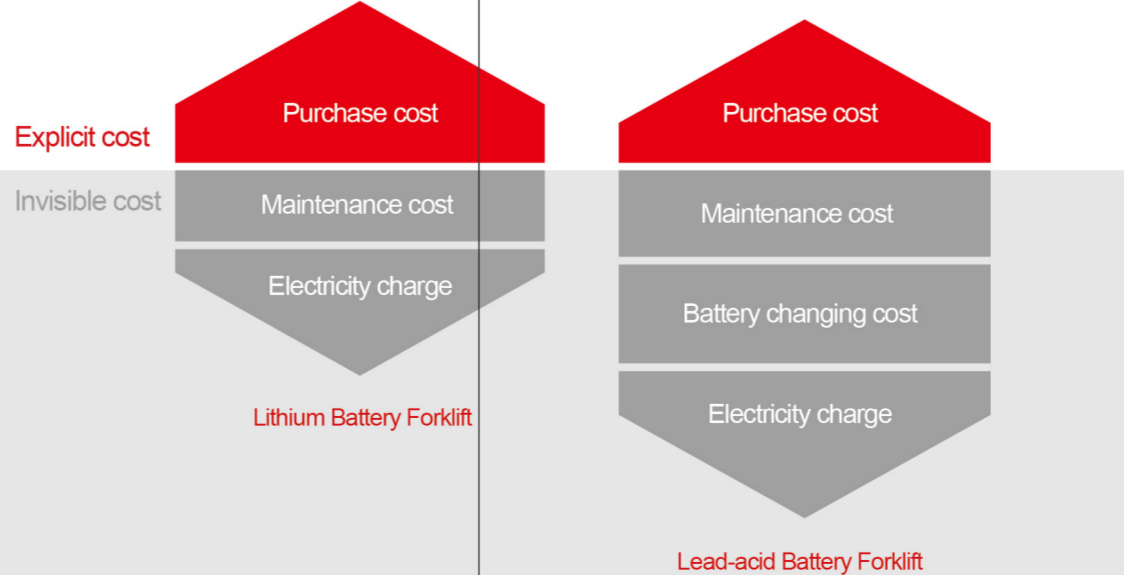 Explicit cost
Invisible cost
Purchase cost
Maintenance cost
Electricity charge
Lithium Battery Forklift
Purchase cost
Maintenance cost
Battery changing cost
Electricity charge
Lead-acid Battery Forklift